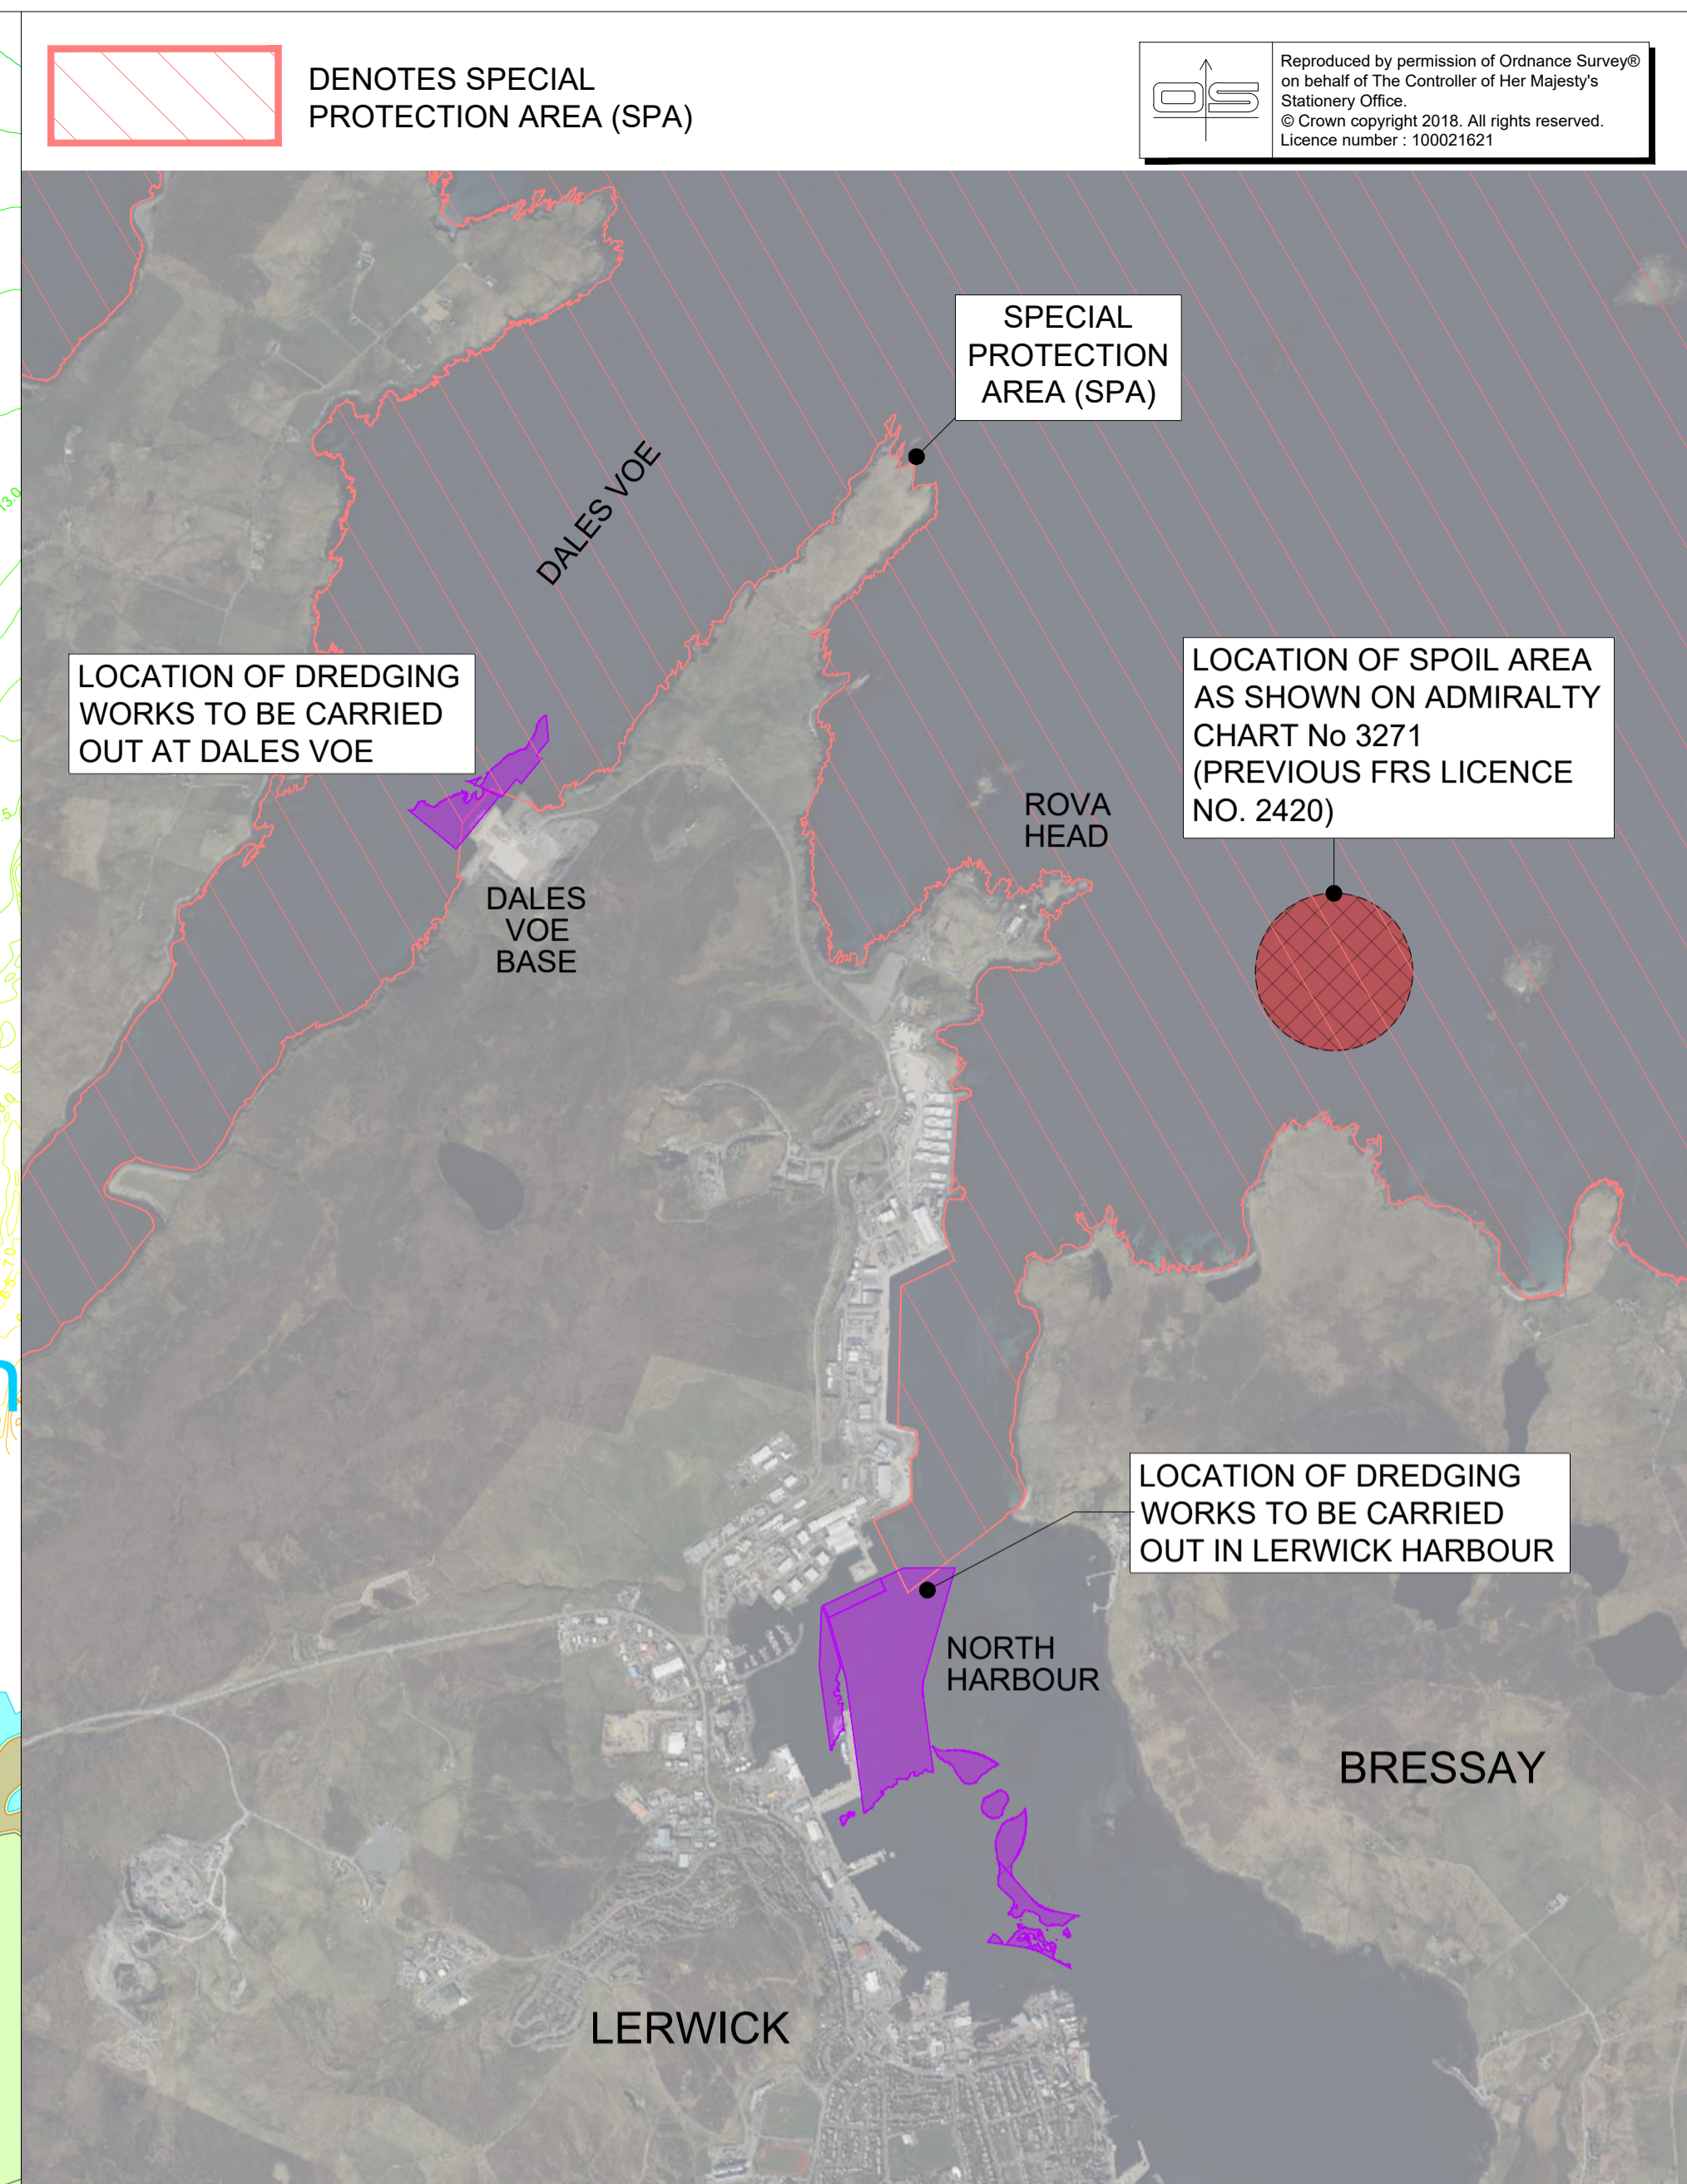 DENOTES SPECIAL
PROTECTION AREA (SPA)
OS
Reproduced by permission of Ordnance Survey®
on behalf of The Controller of Her Majesty's
Stationery Office.
© Crown copyright 2018. All rights reserved.
Licence number : 100021621
SPECIAL
PROTECTION
AREA (SPA)
DALES VOE
13.0
LOCATION OF DREDGING
WORKS TO BE CARRIED
OUT AT DALES VOE
LOCATION OF SPOIL AREA
AS SHOWN ON ADMIRALTY
CHART No 3271
(PREVIOUS FRS LICENCE
NO. 2420)
ROVA
HEAD
DALES
VOE
BASE
LOCATION OF DREDGING
WORKS TO BE CARRIED
OUT IN LERWICK HARBOUR
NORTH
HARBOUR
BRESSAY
LERWICK